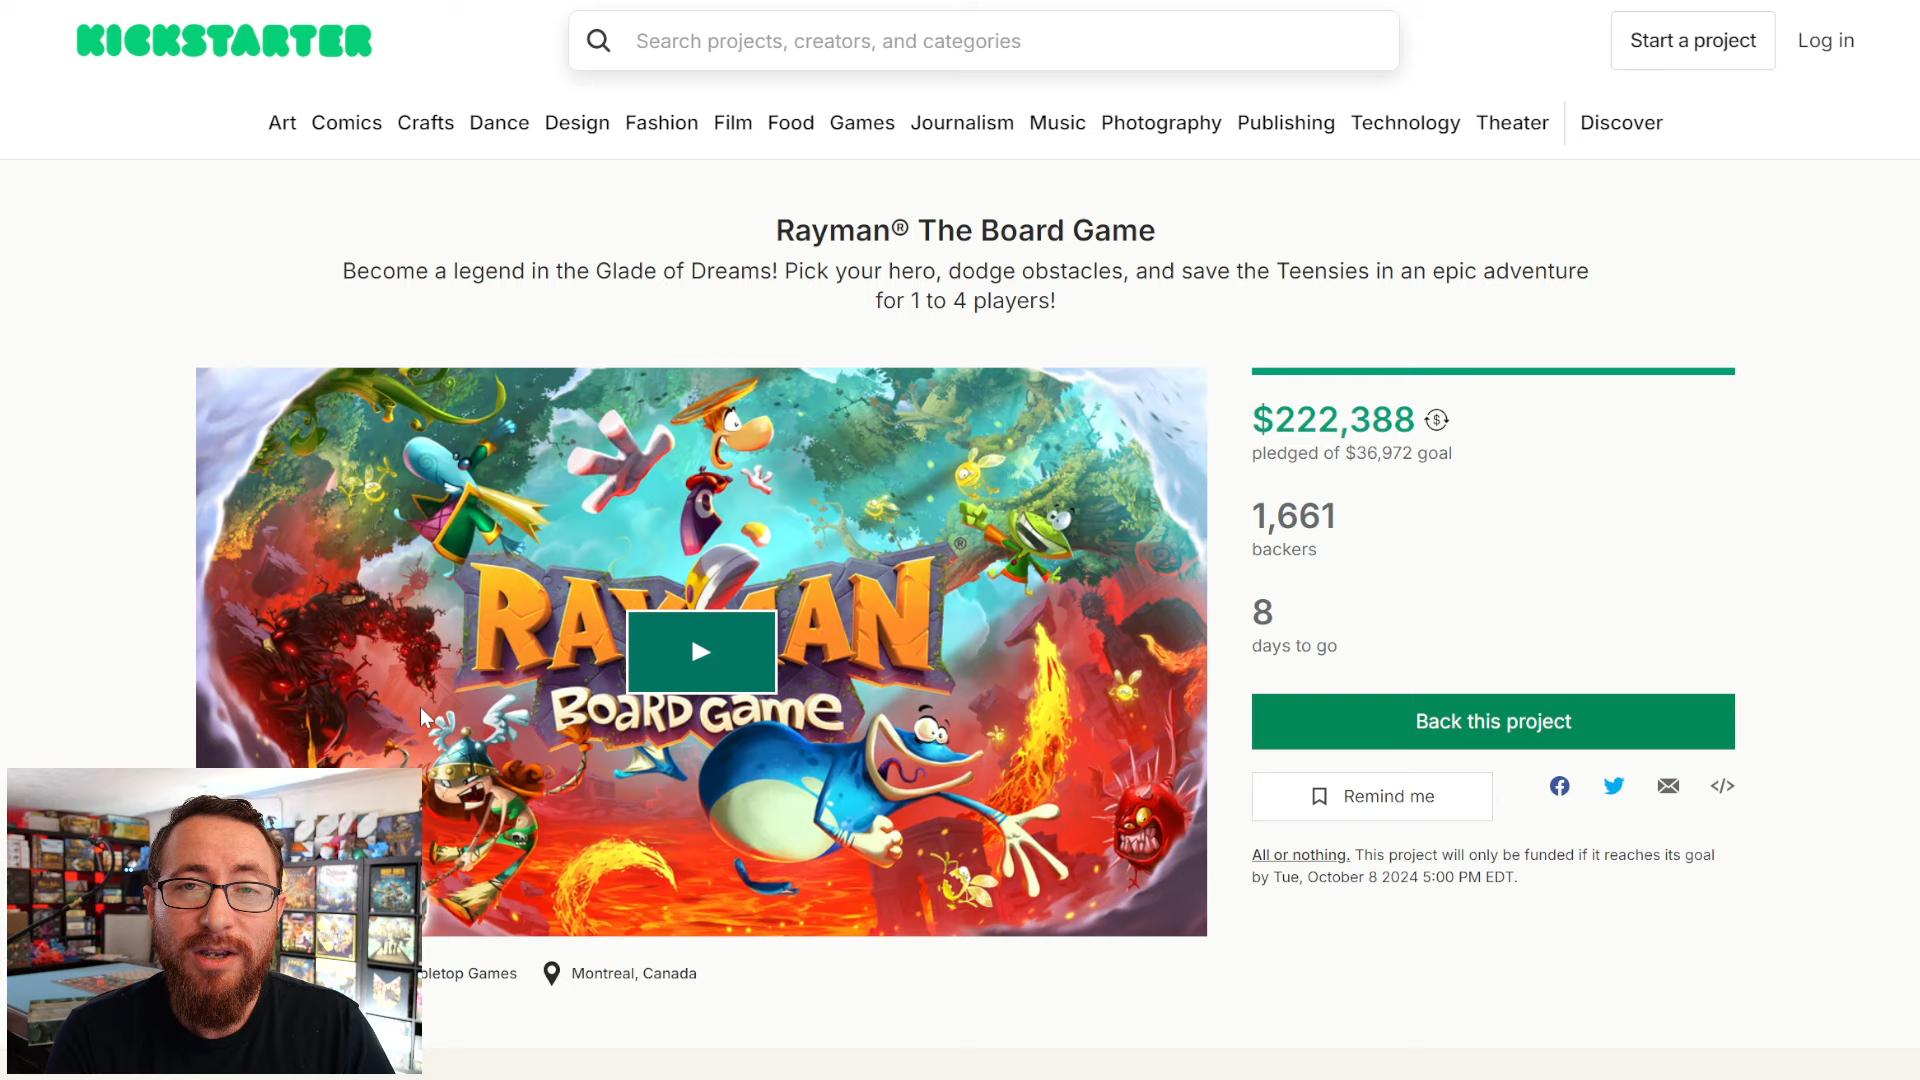 KICKSTARTER
Search projects, creators, and categories
Start a project
Log in
Art Comics Crafts Dance Design Fashion Film Food Games Journalism Music Photography Publishing Technology Theater Discover
Rayman® The Board Game
Become a legend in the Glade of Dreams! Pick your hero, dodge obstacles, and save the Teensies in an epic adventure
for 1 to 4 players!
RAYMAN®
BOARD GAME
$222,388
pledged of $36,972 goal
1,661
backers
8
days to go
Back this project
Remind me
All or nothing. This project will only be funded if it reaches its goal
by Tue, October 8 2024 5:00 PM EDT.
bletop Games
Montreal, Canada